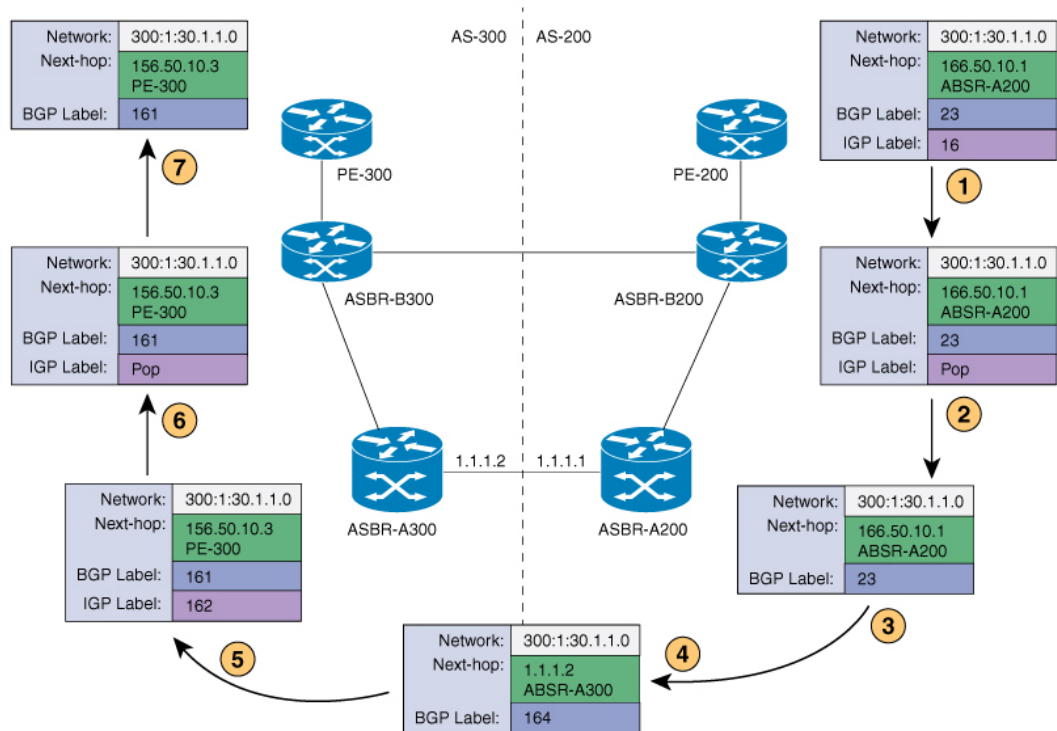 Network: 300:1:30.1.1.0
Next-hop: 156.50.10.3
PE-300
BGP Label: 161
7
AS-300 AS-200
Network: 300:1:30.1.1.0
Next-hop: 166.50.10.1
ABSR-A200
BGP Label: 23
IGP Label: 16
1
PE-300
PE-200
Network: 300:1:30.1.1.0
Next-hop: 156.50.10.3
PE-300
BGP Label: 161
IGP Label: Pop
6
ASBR-B300
ASBR-B200
Network: 300:1:30.1.1.0
Next-hop: 166.50.10.1
ABSR-A200
BGP Label: 23
IGP Label: Pop
2
1.1.1.2 1.1.1.1
ASBR-A300
ASBR-A200
Network: 300:1:30.1.1.0
Next-hop: 156.50.10.3
PE-300
BGP Label: 161
IGP Label: 162
5
Network: 300:1:30.1.1.0
Next-hop: 166.50.10.1
ABSR-A200
BGP Label: 23
3
4
Network: 300:1:30.1.1.0
Next-hop: 1.1.1.2
ABSR-A300
BGP Label: 164